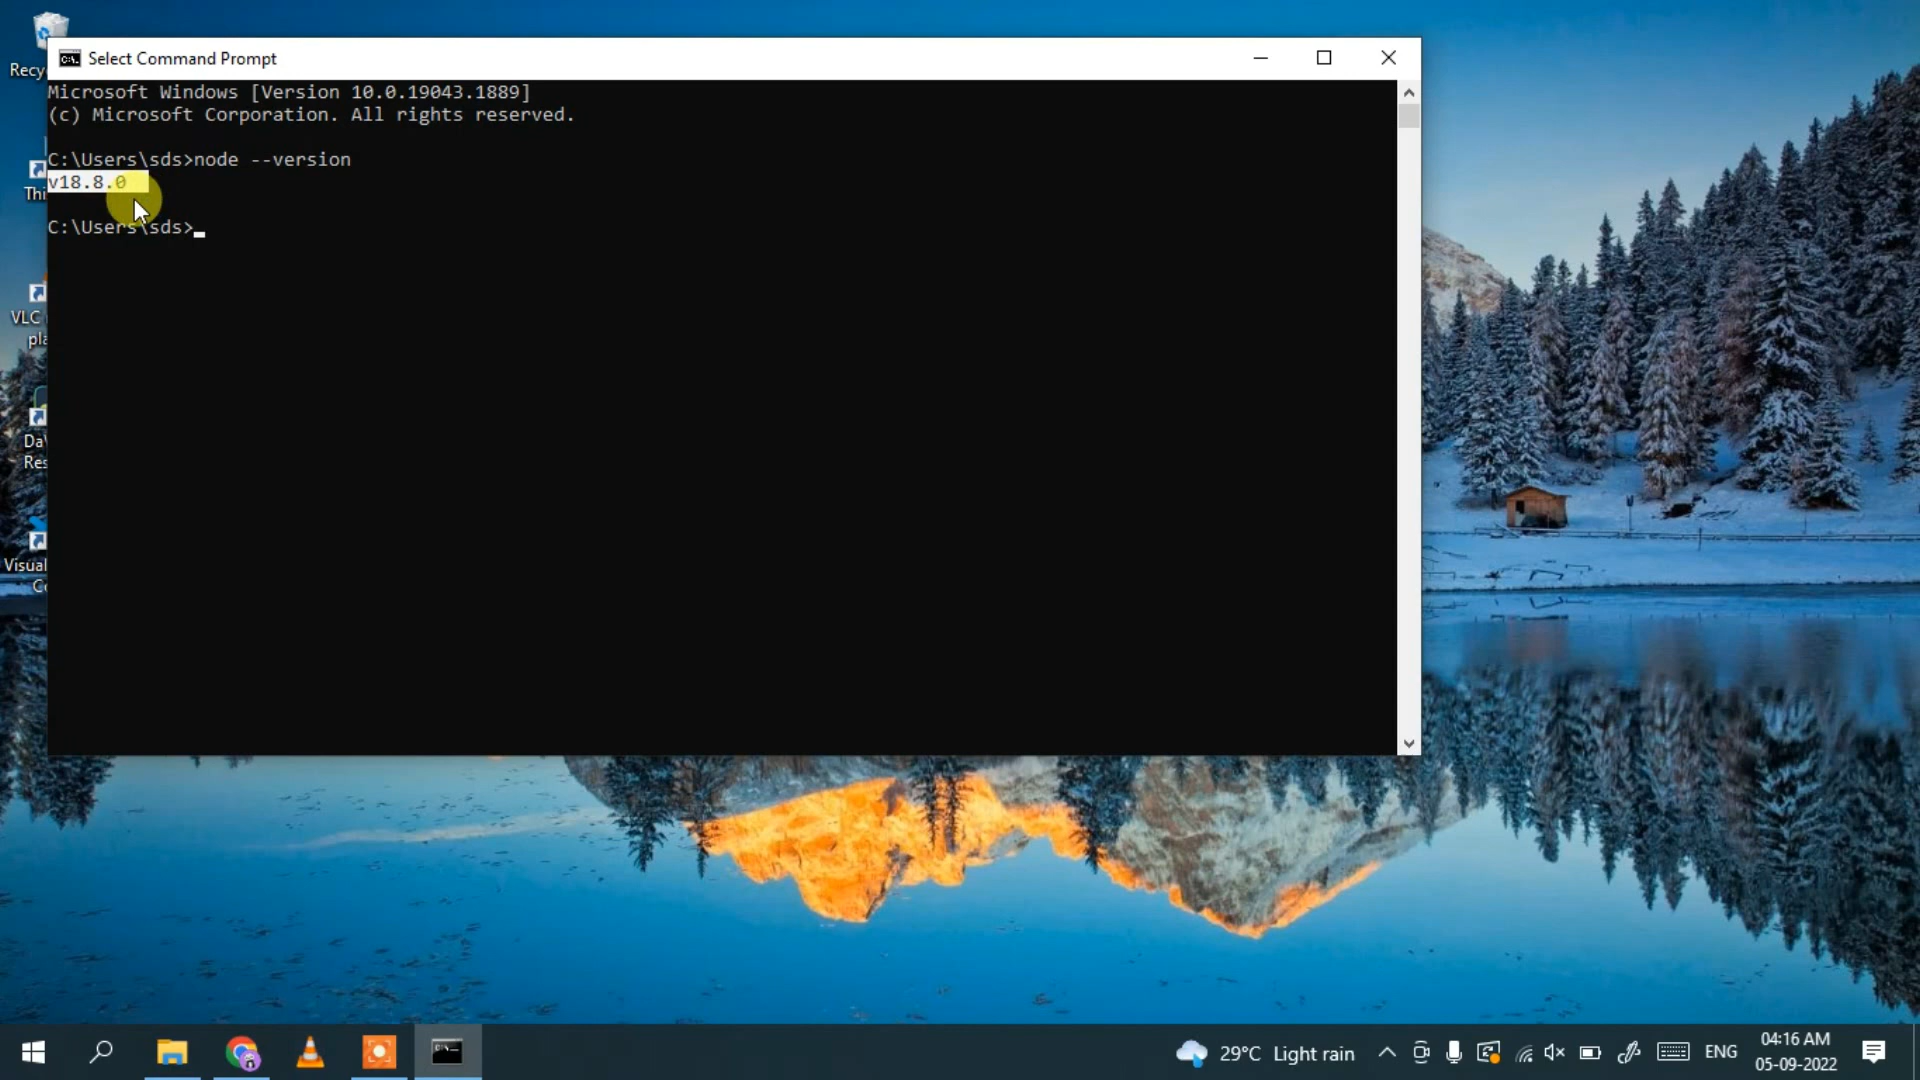 Select Command Prompt
Microsoft Windows [Version 10.0.19043.1889]
(c) Microsoft Corporation. All rights reserved.
C:\Users\sds>node --version
v18.8.0
C:\Users\sds>
Recy
Thi
VLC
pla
Da
Res
Visual
C
29°C Light rain
ENG
04:16 AM
05-09-2022